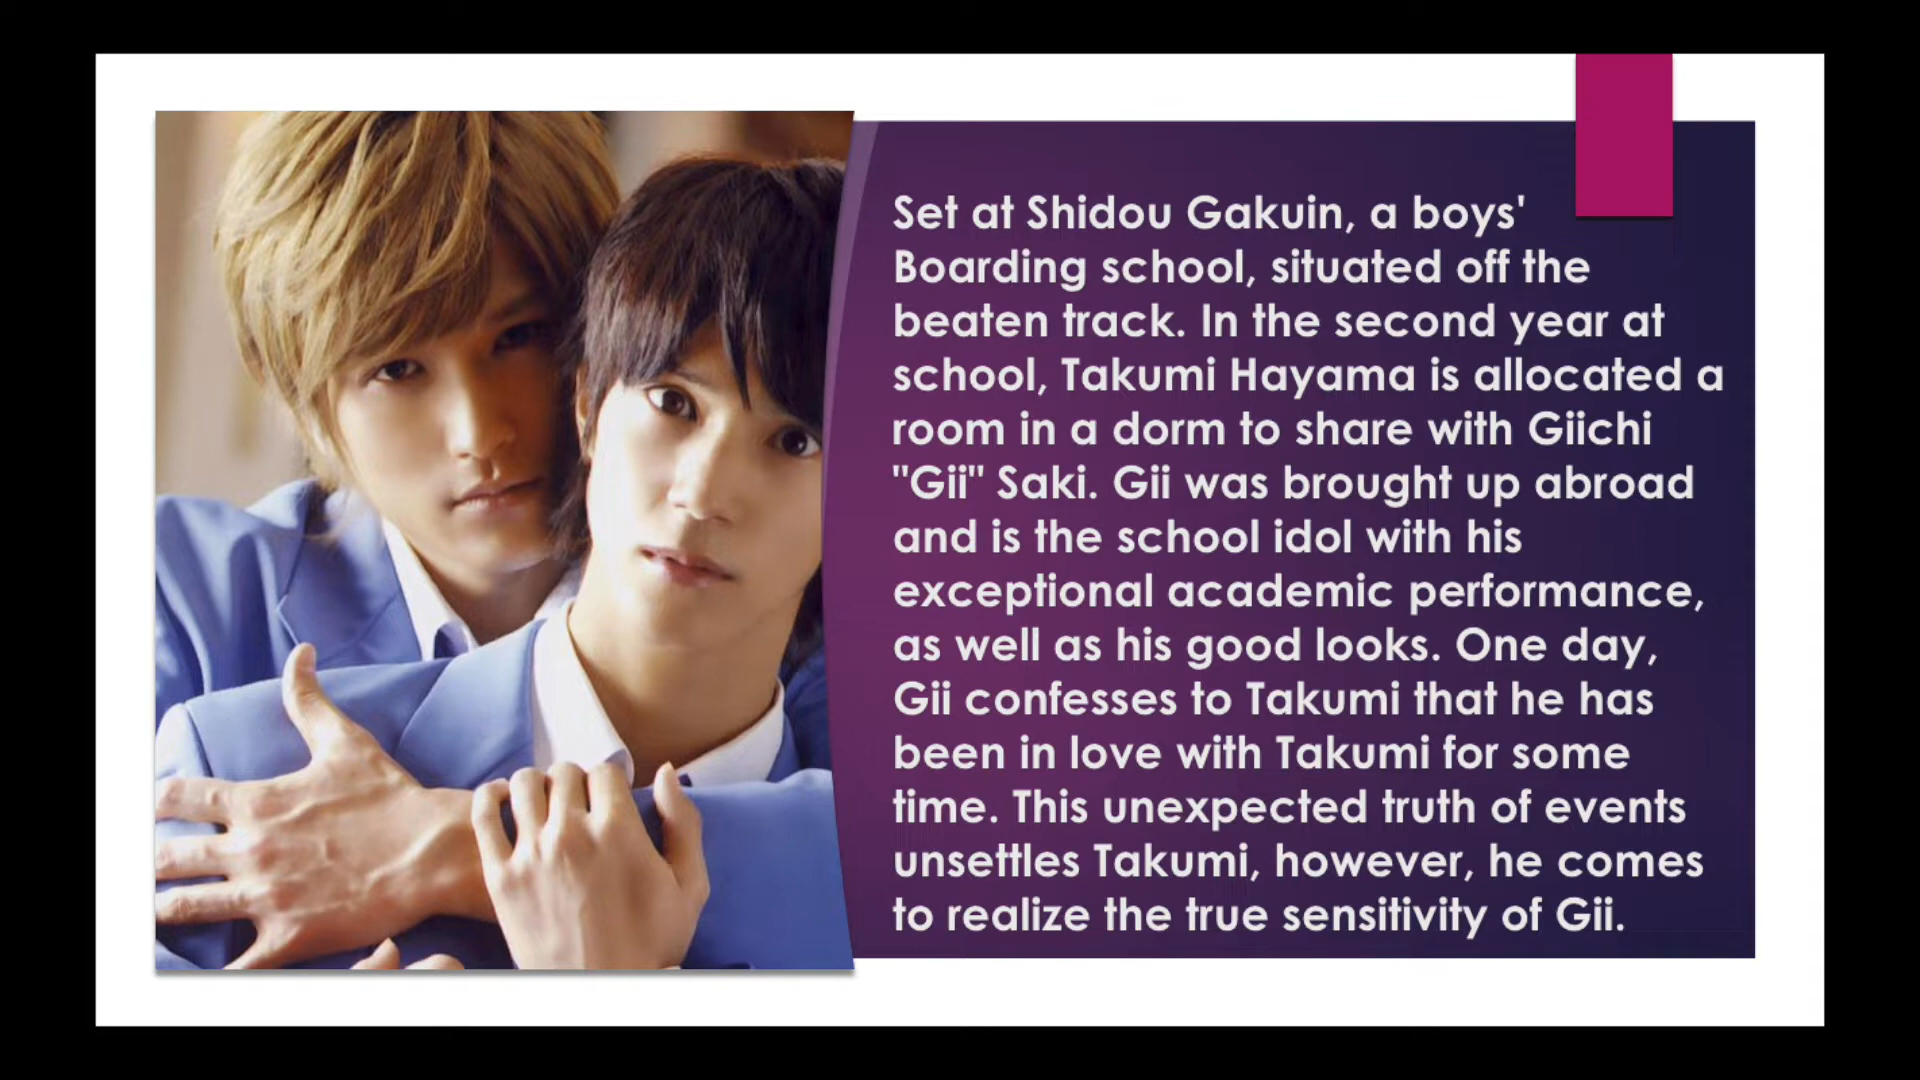 Set at Shidou Gakuin, a boys'
Boarding school, situated off the
beaten track. In the second year at
school, Takumi Hayama is allocated a
room in a dorm to share with Giichi
"Gii" Saki. Gii was brought up abroad
and is the school idol with his
exceptional academic performance,
as well as his good looks. One day,
Gii confesses to Takumi that he has
been in love with Takumi for some
time. This unexpected truth of events
unsettles Takumi, however, he comes
to realize the true sensitivity of Gii.